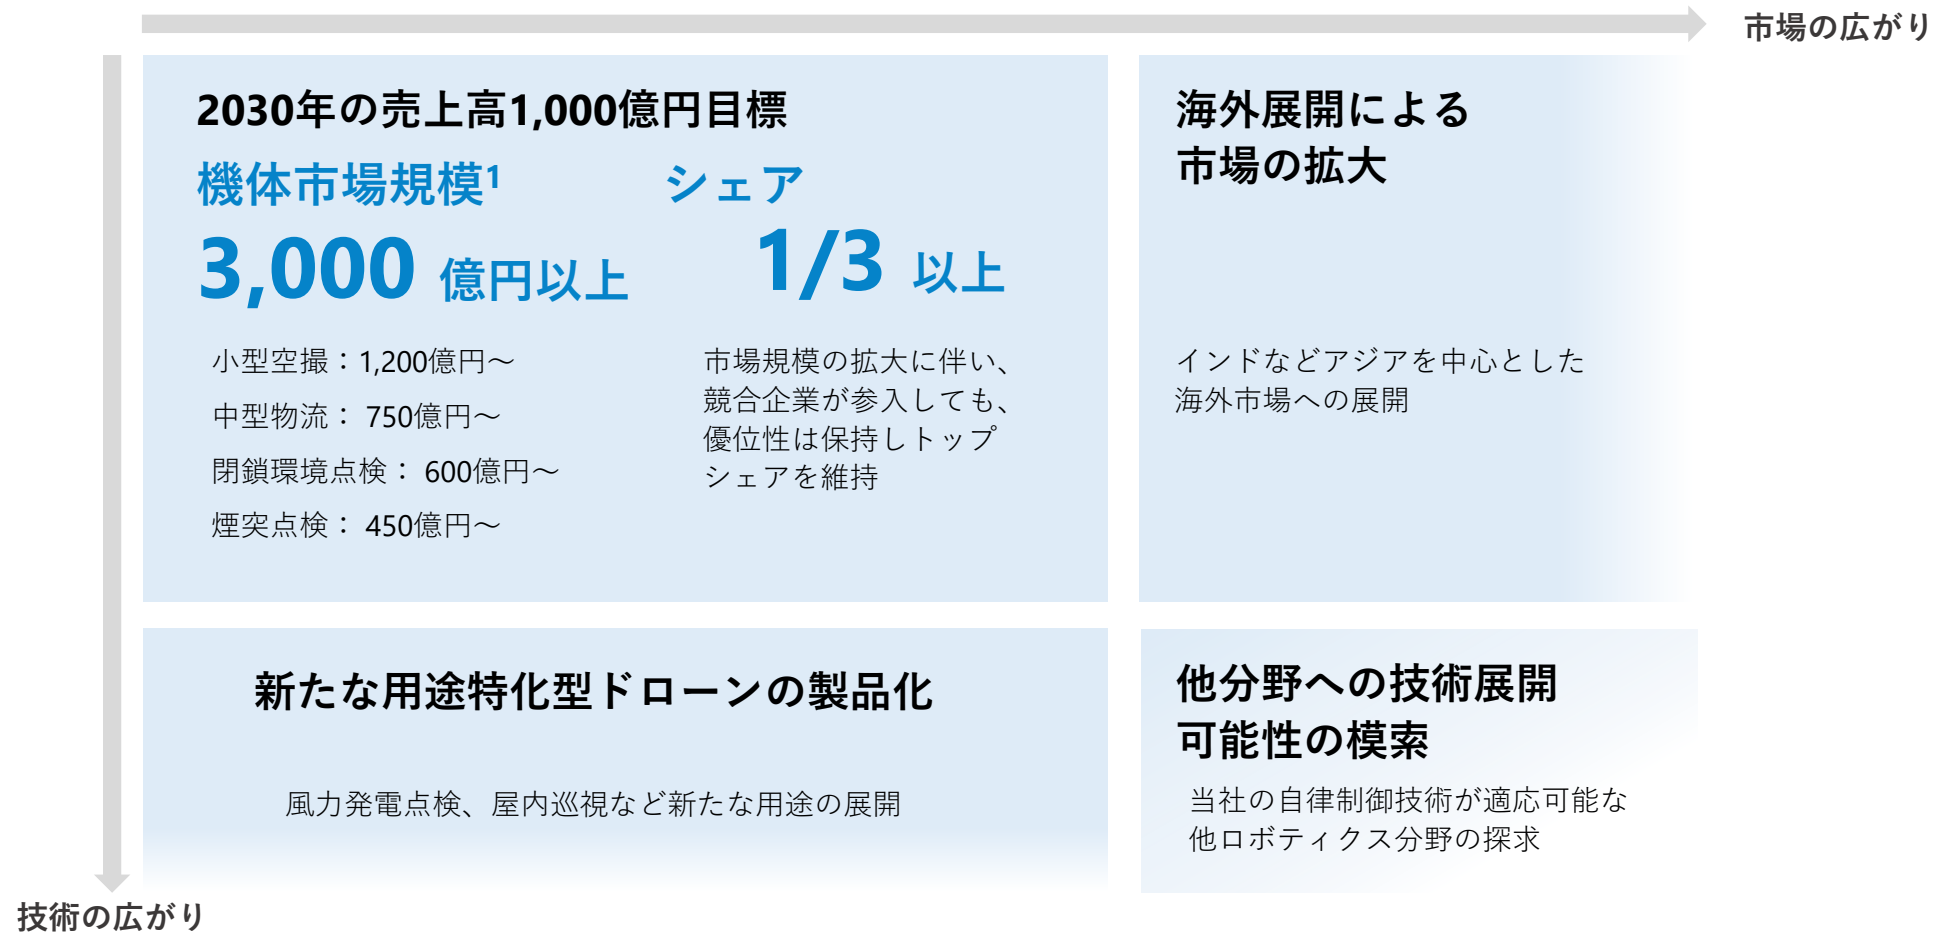 市場の広がり
2030年の売上高1,000億円目標
機体市場規模1
シェア
3,000 億円以上
1/3 以上
小型空撮：1,200億円～
中型物流： 750億円～
閉鎖環境点検： 600億円～
煙突点検： 450億円～
市場規模の拡大に伴い、
競合企業が参入しても、
優位性は保持しトップ
シェアを維持
海外展開による
市場の拡大
インドなどアジアを中心とした
海外市場への展開
新たな用途特化型ドローンの製品化
風力発電点検、屋内巡視など新たな用途の展開
他分野への技術展開
可能性の模索
当社の自律制御技術が適応可能な
他ロボティクス分野の探求
技術の広がり